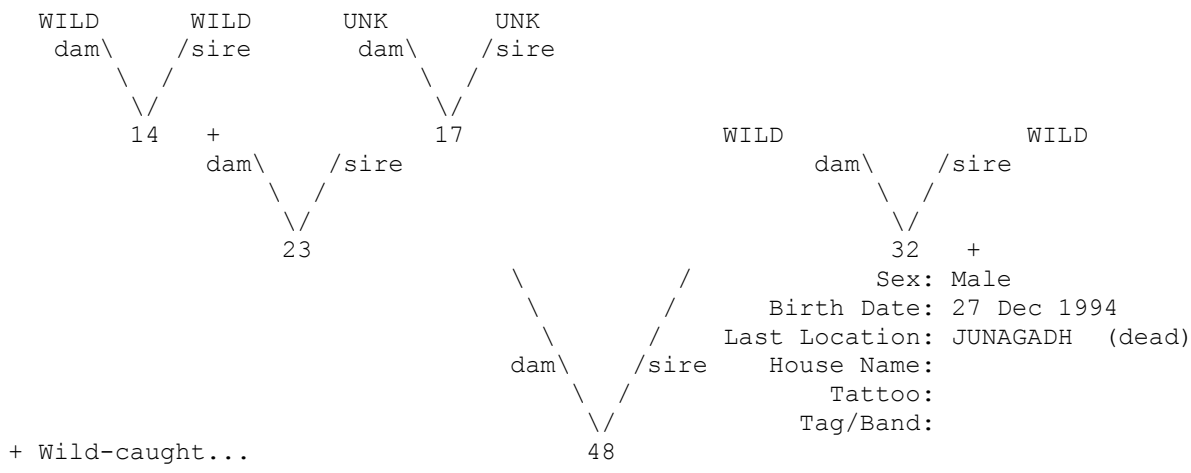 WILD WILD UNK UNK
dam\ /sire dam\ /sire
\ / \ /
\/ \/
14 + 17 WILD WILD
dam\ /sire dam\ /sire
\ / \ /
\/ \/
23 32 +
\ / Sex: Male
\ / Birth Date: 27 Dec 1994
\ / Last Location: JUNAGADH (dead)
dam\ /sire House Name:
\ / Tattoo:
\/ Tag/Band:
+ Wild-caught... 48